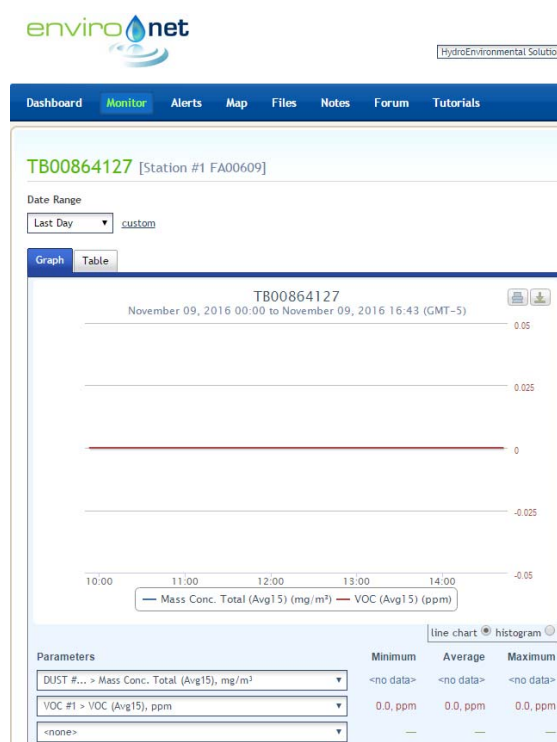 enviro net
HydroEnvironmental Solutio
Dashboard Monitor Alerts Map Files Notes Forum Tutorials
TB00864127 [Station #1 FA00609]
Date Range
Last Day custom
Graph Table
TB00864127
November 09, 2016 00:00 to November 09, 2016 16:43 (GMT-5)
0.05
0.025
0
-0.025
-0.05
10:00 11:00 12:00 13:00 14:00
Mass Conc. Total (Avg15) (mg/m³) VOC (Avg15) (ppm)
line chart histogram
Parameters Minimum Average Maximum
DUST #... > Mass Conc. Total (Avg15), mg/m³ <no data> <no data> <no data>
VOC #1 > VOC (Avg15), ppm 0.0, ppm 0.0, ppm 0.0, ppm
<none> — — —